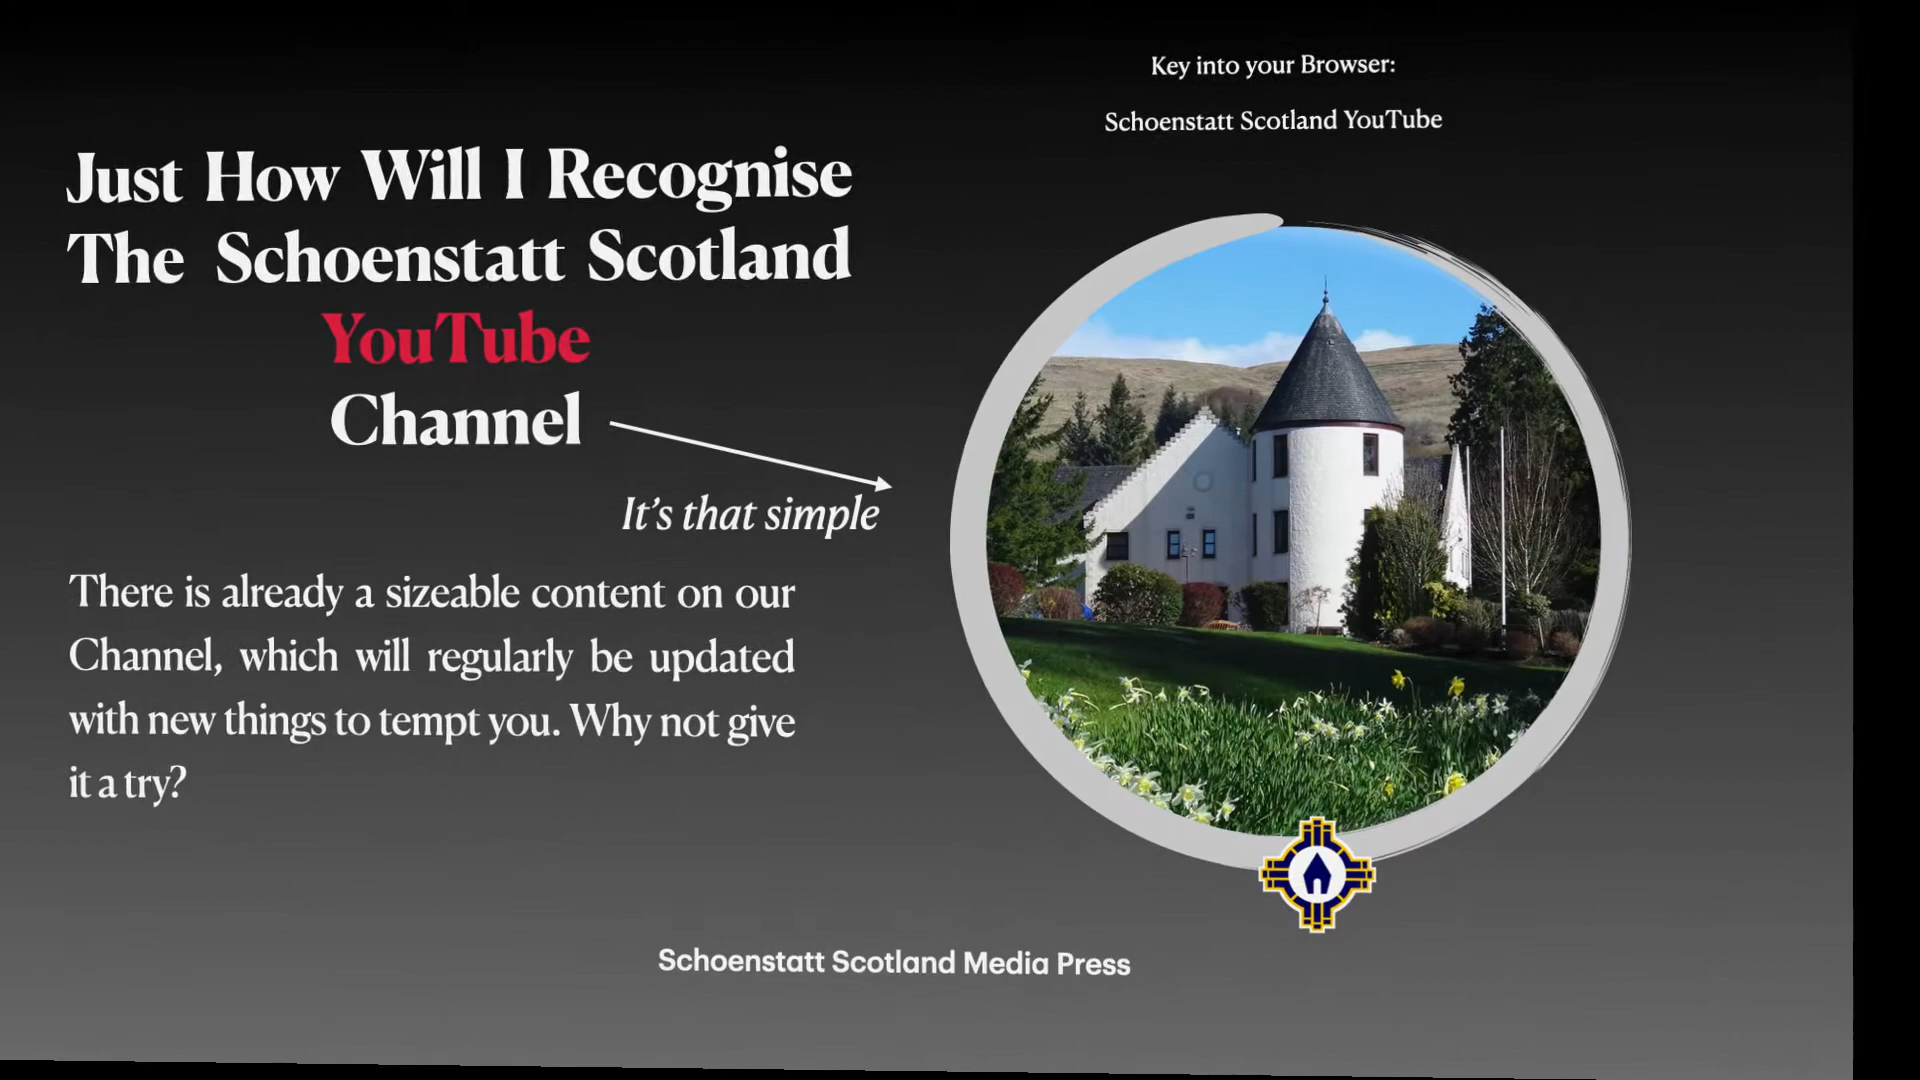 Key into your Browser:
Schoenstatt Scotland YouTube
Just How Will I Recognise
The Schoenstatt Scotland
YouTube
Channel
It's that simple
There is already a sizeable content on our
Channel, which will regularly be updated
with new things to tempt you. Why not give
it a try?
Schoenstatt Scotland Media Press